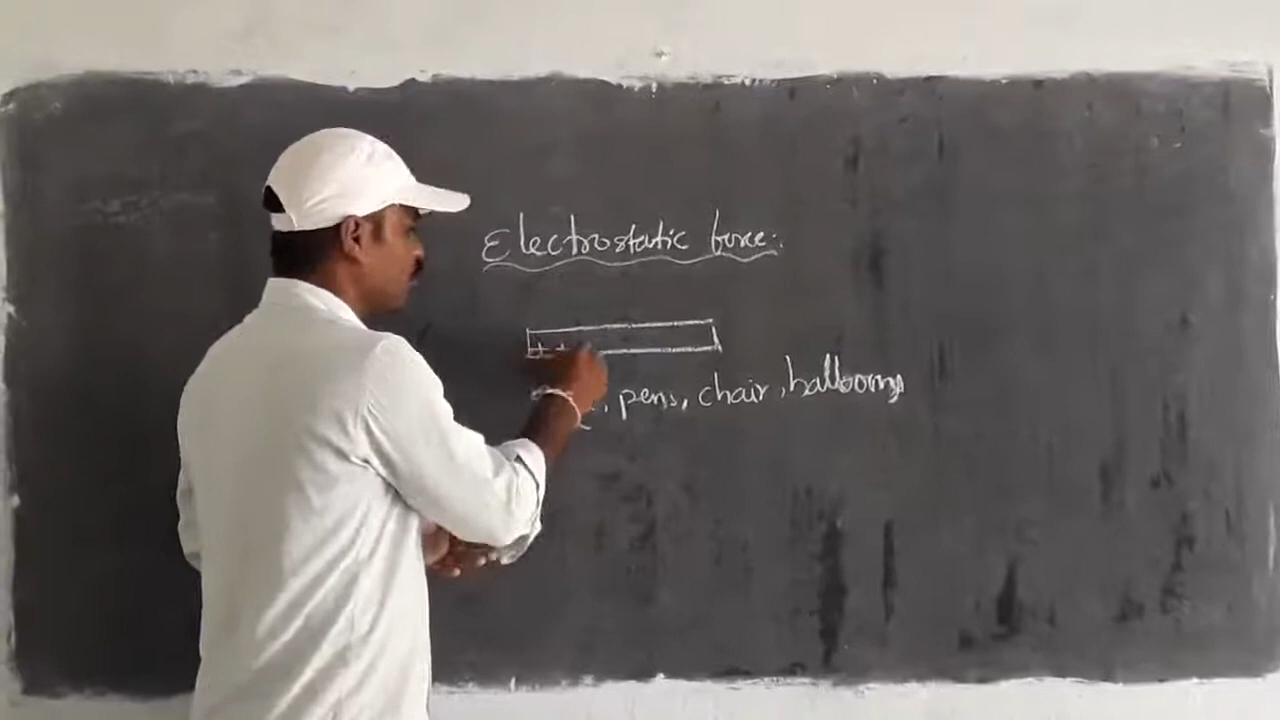 Electrostatic force:
+ +
, pens, chair, balloons